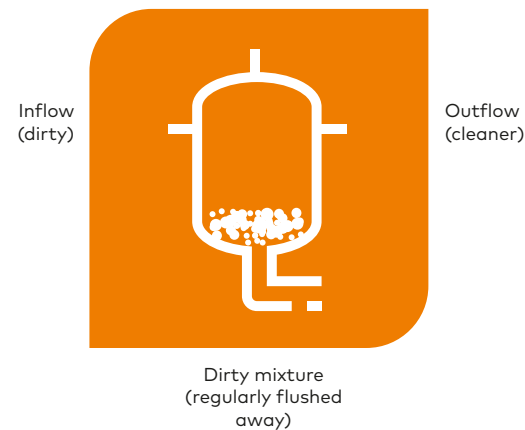 Inflow
(dirty)
Outflow
(cleaner)
Dirty mixture
(regularly flushed
away)